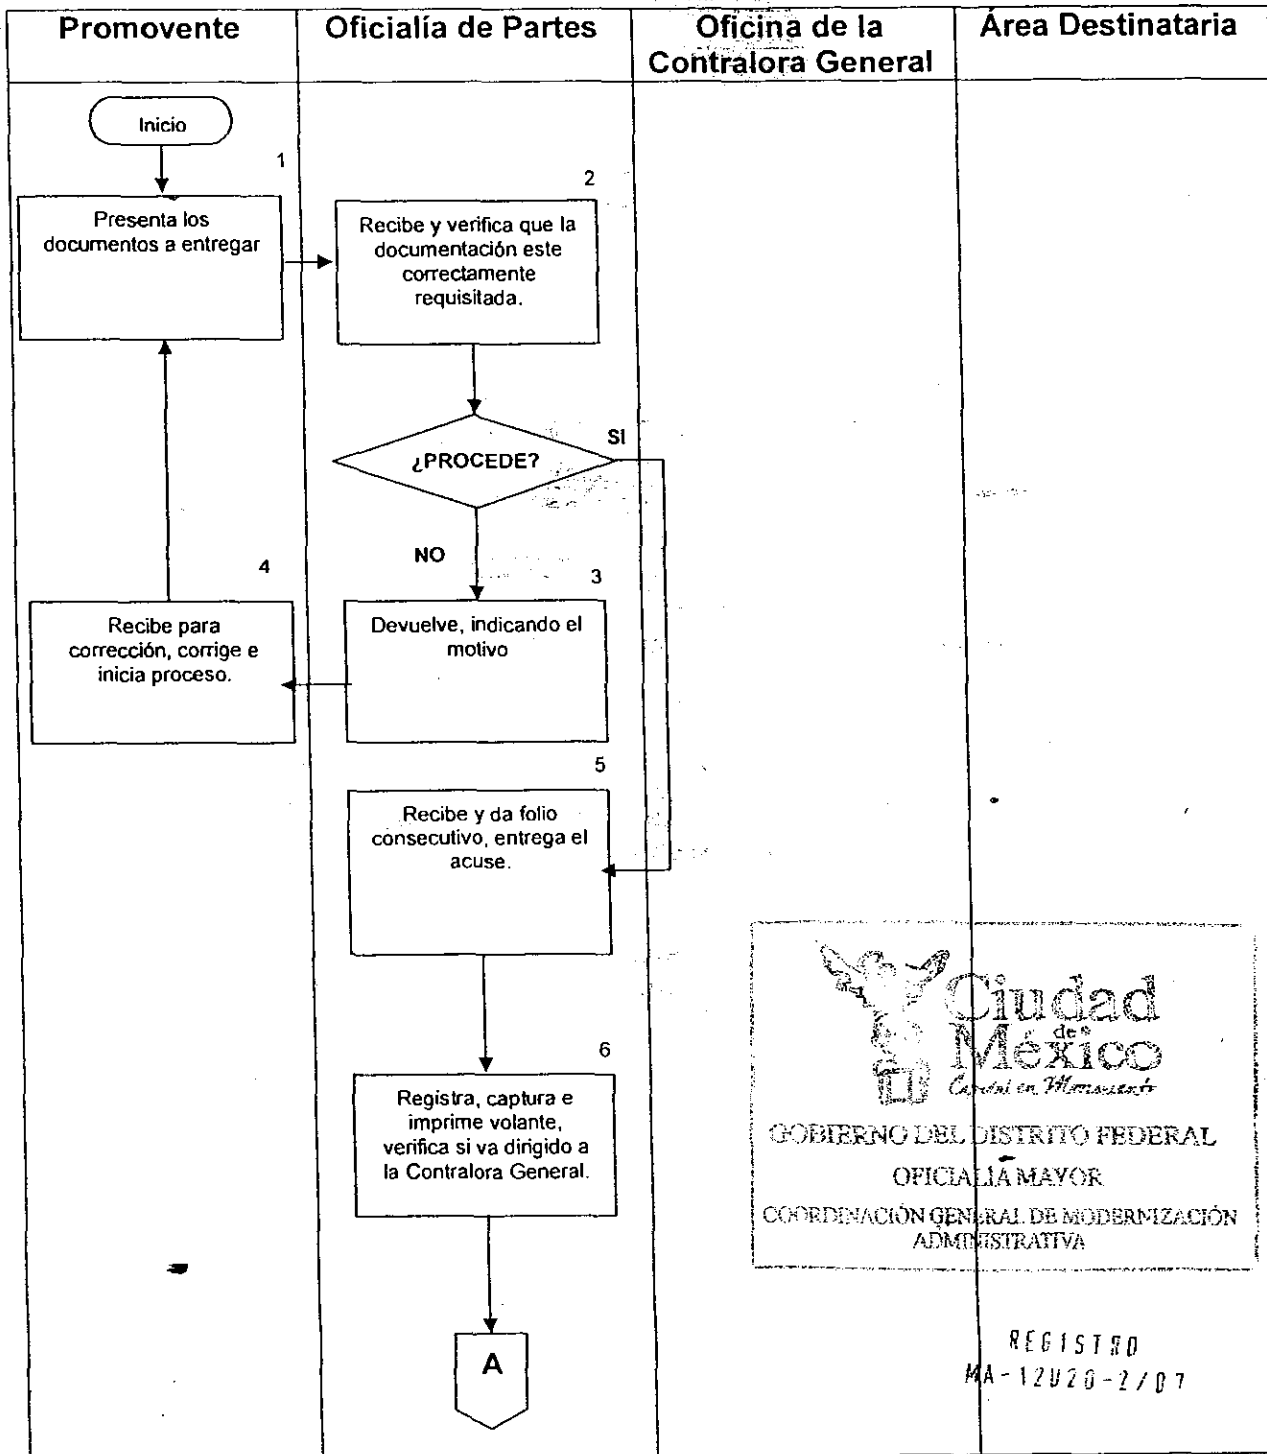 Promovente
Oficialía de Partes
Oficina de la
Contralora General
Área Destinataria
Inicio
1
Presenta los
documentos a entregar
2
Recibe y verifica que la
documentación este
correctamente
requisitada.
¿PROCEDE?
SI
NO
3
Devuelve, indicando el
motivo
4
Recibe para
corrección, corrige e
inicia proceso.
5
Recibe y da folio
consecutivo, entrega el
acuse.
6
Registra, captura e
imprime volante,
verifica si va dirigido a
la Contralora General.
A
Ciudad
de
México
Capital en Movimiento
GOBIERNO DEL DISTRITO FEDERAL
OFICIALÍA MAYOR
COORDINACIÓN GENERAL DE MODERNIZACIÓN
ADMINISTRATIVA
REGISTRO
MA-12020-2/07